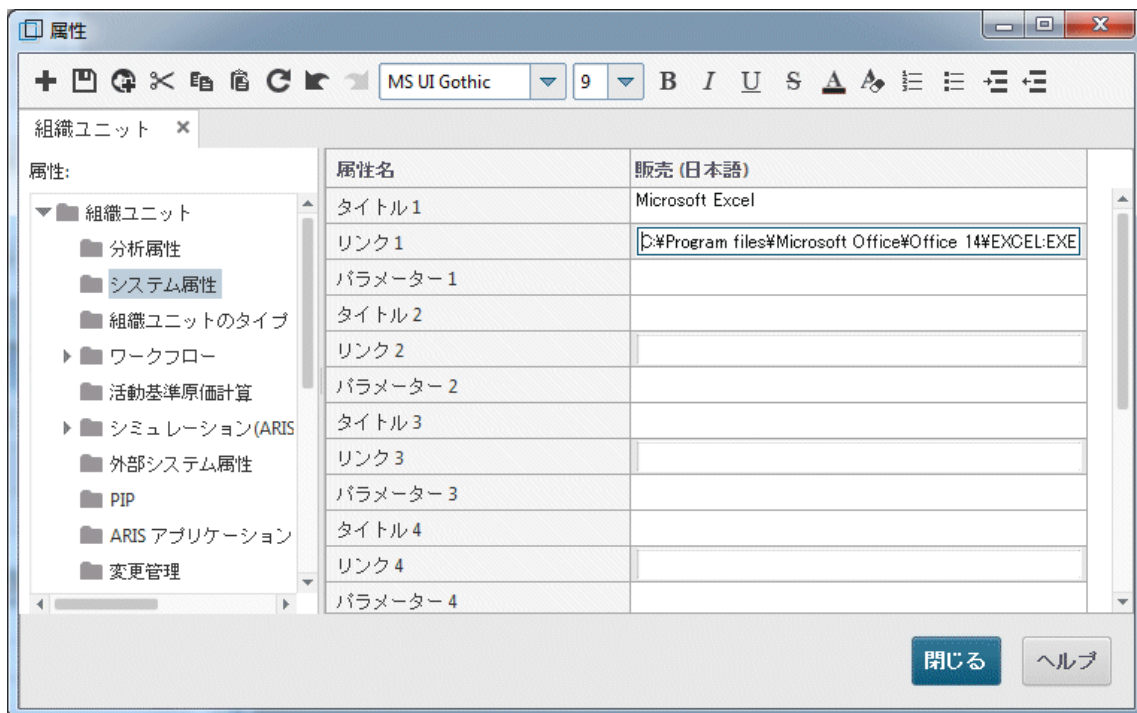 属性
MS UI Gothic 9 B I U S A
組織ユニット
属性:
組織ユニット
分析属性
システム属性
組織ユニットのタイプ
ワークフロー
活動基準原価計算
シミュレーション(ARIS
外部システム属性
PIP
ARIS アプリケーション
変更管理
属性名 販売 (日本語)
タイトル 1 Microsoft Excel
リンク 1 C:¥Program files¥Microsoft Office¥Office 14¥EXCEL:EXE
パラメーター 1
タイトル 2
リンク 2
パラメーター 2
タイトル 3
リンク 3
パラメーター 3
タイトル 4
リンク 4
パラメーター 4
閉じる ヘルプ